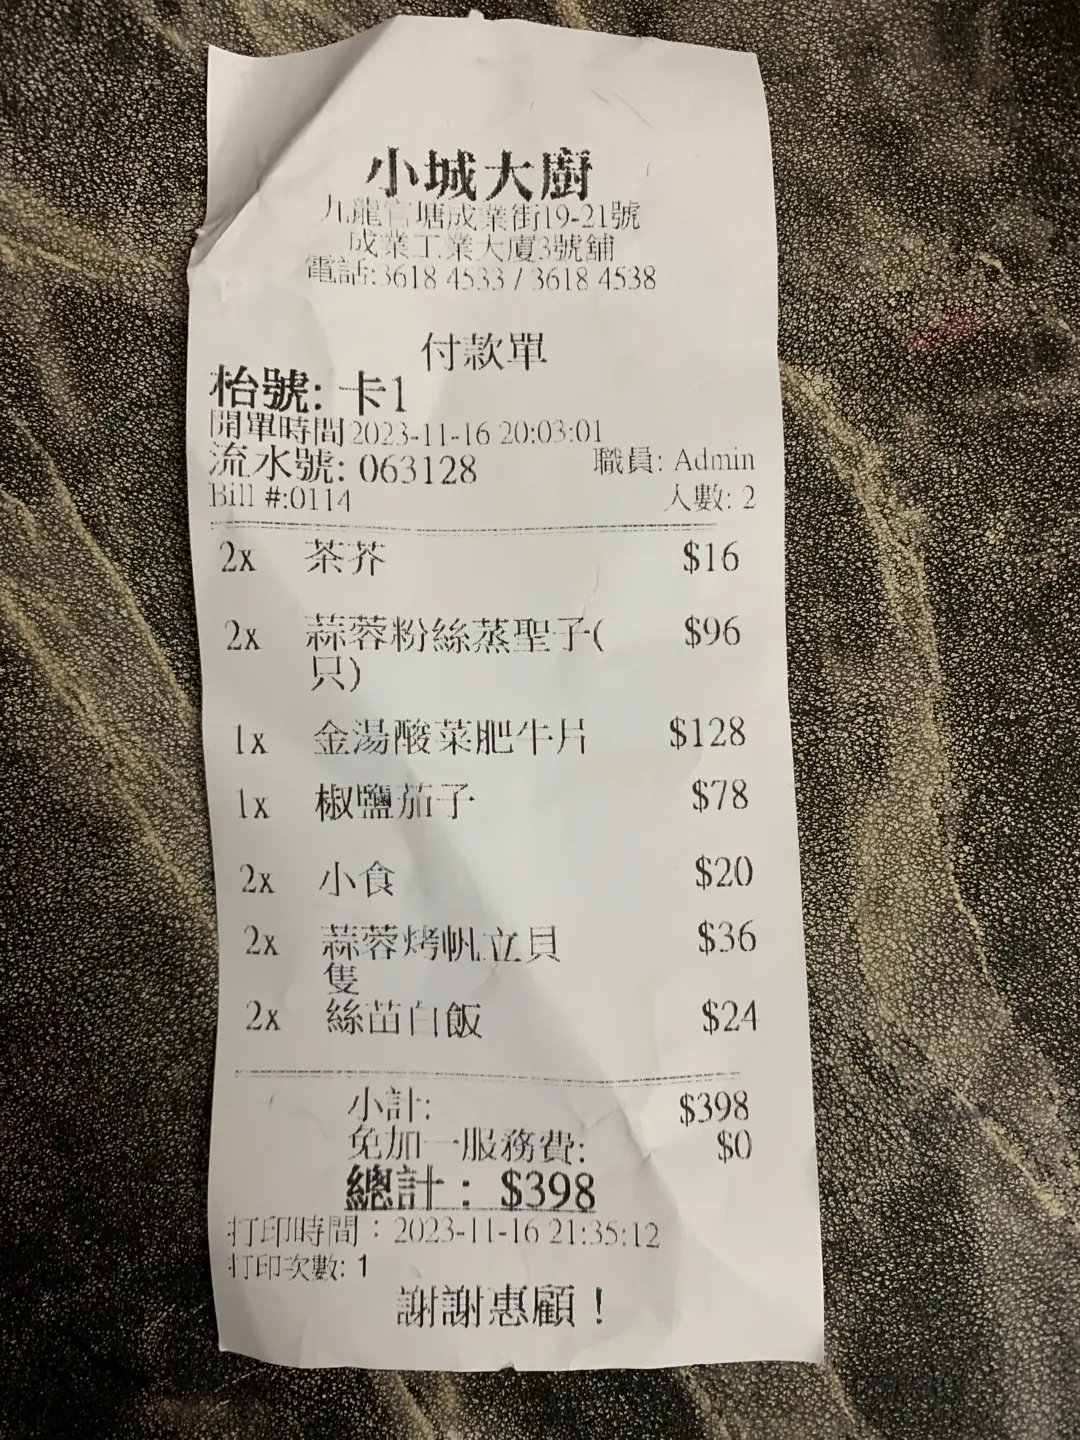 小城大廚
九龍官塘成業街19-21號
成業工業大廈3號舖
電話:3618 4533 / 3618 4538
付款單
枱號: 卡1
開單時間 2023-11-16 20:03:01
流水號: 063128 職員: Admin
Bill #:0114 人數: 2
2x 茶芥 $16
2x 蒜蓉粉絲蒸聖子( $96
只)
1x 金湯酸菜肥牛片 $128
1x 椒鹽茄子 $78
2x 小食 $20
2x 蒜蓉烤帆立貝 $36
隻
2x 絲苗白飯 $24
小計: $398
免加一服務費: $0
總計： $398
打印時間：2023-11-16 21:35:12
打印次數: 1
謝謝惠顧！